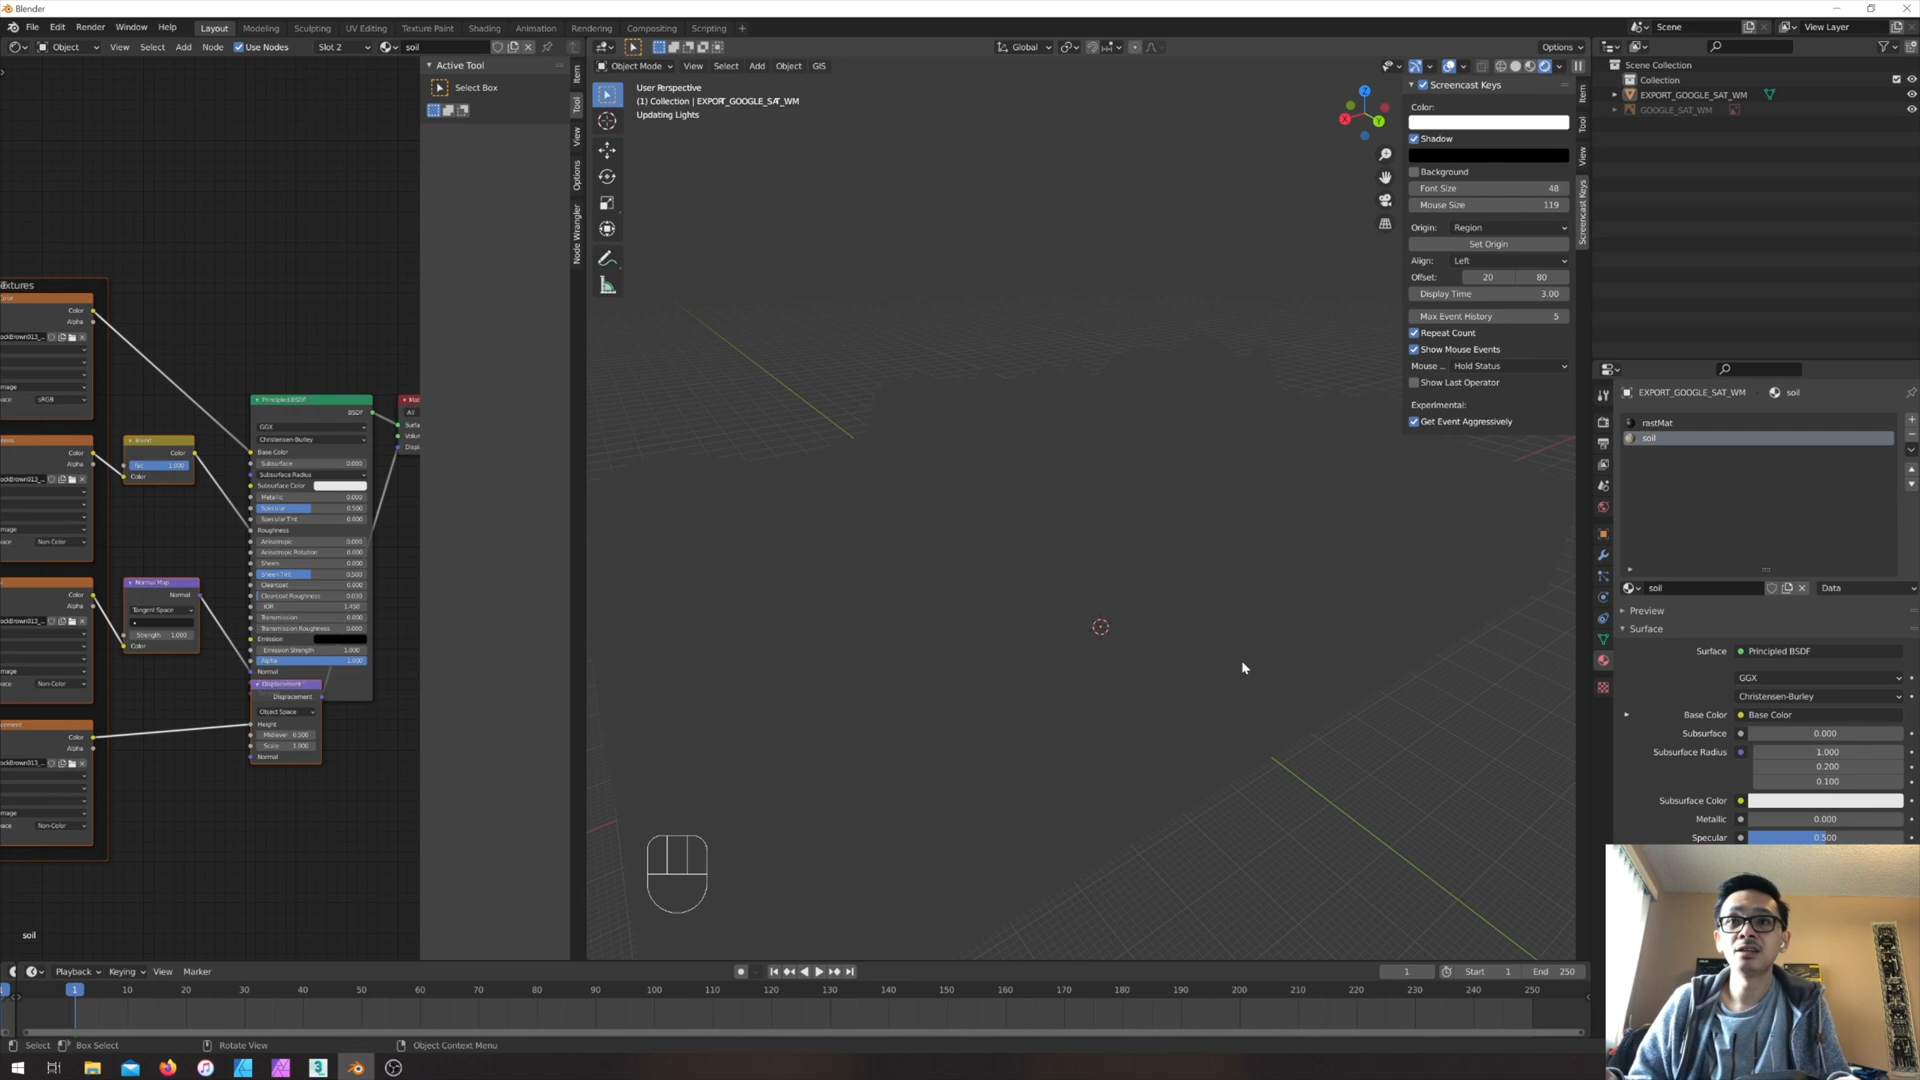 Blender
File Edit Render Window Help Layout Modeling Sculpting UV Editing Texture Paint Shading Animation Rendering Compositing Scripting + Scene View Layer
Object View Select Add Node Use Nodes Slot 2 soil Global Options
Active Tool
Select Box
Item
Tool
View
Options
Node Wrangler
Color
Alpha
sRGB
Color
Alpha
Non-Color
Invert
Color
Fac 1.000
Color
Color
Alpha
Non-Color
Normal Map
Normal
Tangent Space
Strength 1.000
Color
Color
Alpha
Non-Color
Principled BSDF
BSDF
GGX
Christensen-Burley
Base Color
Subsurface 0.000
Subsurface Radius
Subsurface Color
Metallic 0.000
Specular 0.500
Specular Tint 0.000
Roughness
Anisotropic 0.000
Anisotropic Rotation 0.000
Sheen 0.000
Sheen Tint 0.500
Clearcoat 0.000
Clearcoat Roughness 0.030
IOR 1.450
Transmission 0.000
Transmission Roughness 0.000
Emission
Emission Strength 1.000
Alpha 1.000
Normal
Displacement
Displacement
Object Space
Height
Midlevel 0.500
Scale 1.000
Normal
soil
Object Mode View Select Add Object GIS
User Perspective
(1) Collection | EXPORT_GOOGLE_SAT_WM
Updating Lights
Z
X
Y
Screencast Keys
Color:
Shadow
Background
Font Size 48
Mouse Size 119
Origin: Region
Set Origin
Align: Left
Offset: 20 80
Display Time 3.00
Max Event History 5
Repeat Count
Show Mouse Events
Mouse ... Hold Status
Show Last Operator
Experimental:
Get Event Aggressively
Item
Tool
View
Screencast Keys
Scene Collection
Collection
EXPORT_GOOGLE_SAT_WM
GOOGLE_SAT_WM
EXPORT_GOOGLE_SAT_WM soil
rastMat
soil
soil Data
Preview
Surface
Surface Principled BSDF
GGX
Christensen-Burley
Base Color Base Color
Subsurface 0.000
Subsurface Radius 1.000
0.200
0.100
Subsurface Color
Metallic 0.000
Specular 0.500
Playback Keying View Marker 1 Start 1 End 250
1 10 20 30 40 50 60 70 80 90 100 110 120 130 140 150 160 170 180 190 200 210 220 230 240 250
Select Box Select Rotate View Object Context Menu